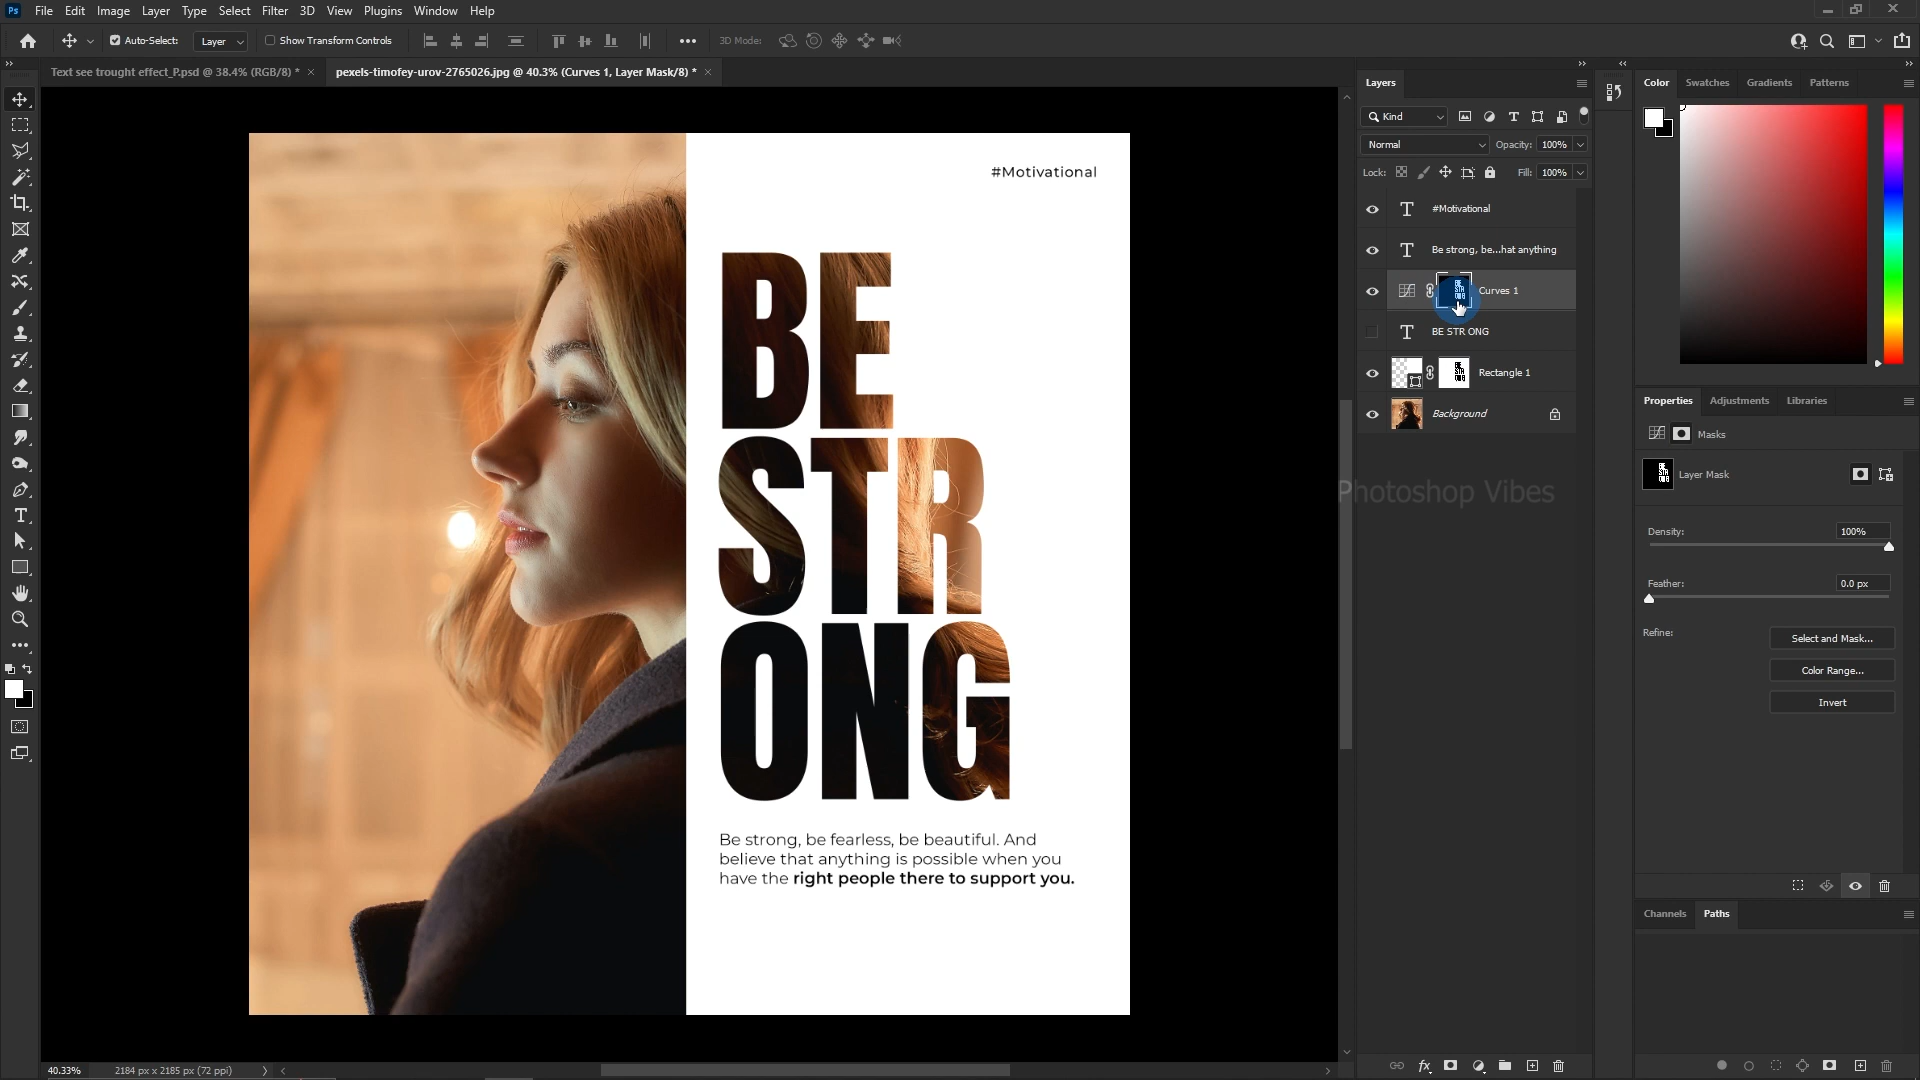 Ps File Edit Image Layer Type Select Filter 3D View Plugins Window Help
Auto-Select: Layer Show Transform Controls 3D Mode:
Text see trought effect_P.psd @ 38.4% (RGB/8) * × pexels-timofey-urov-2765026.jpg @ 40.3% (Curves 1, Layer Mask/8) * ×
#Motivational
BE
STR
ONG
Be strong, be fearless, be beautiful. And
believe that anything is possible when you
have the right people there to support you.
40.33% 2184 px x 2185 px (72 ppi)
Layers
Kind
Normal Opacity: 100%
Lock: Fill: 100%
#Motivational
Be strong, be...hat anything
Curves 1
BE STR ONG
Rectangle 1
Background
Photoshop Vibes
fx
Color Swatches Gradients Patterns
Properties Adjustments Libraries
Masks
Layer Mask
Density: 100%
Feather: 0.0 px
Refine: Select and Mask...
Color Range...
Invert
Channels Paths